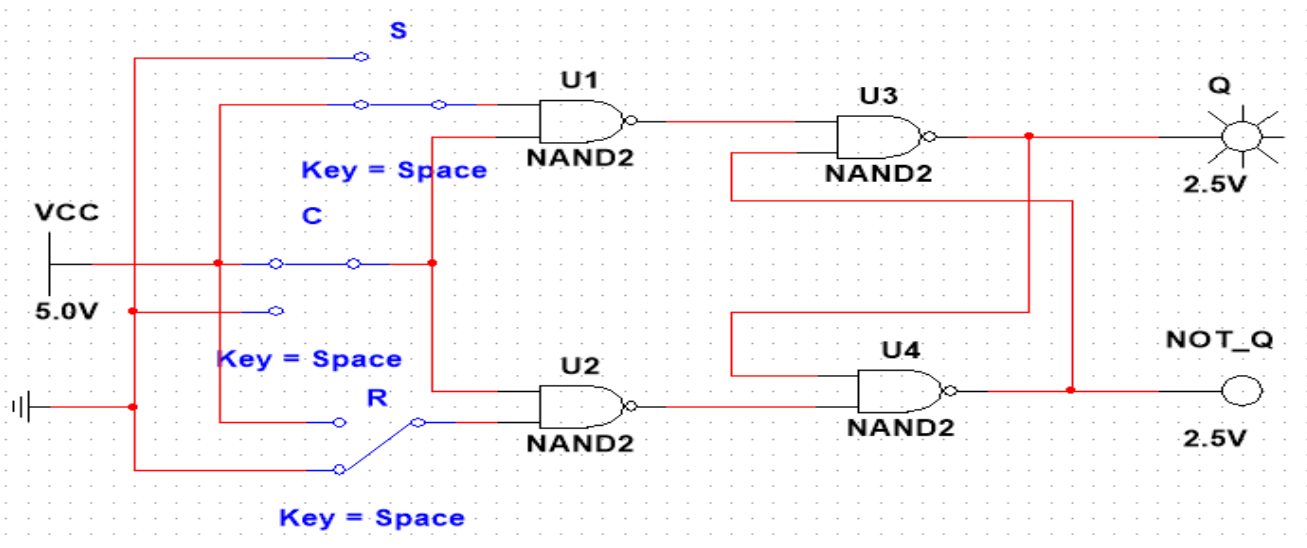 S
U1
Q
U3
NAND2
Key = Space
NAND2
2.5V
VCC
C
5.0V
NOT_Q
U4
Key = Space
U2
R
NAND2
2.5V
NAND2
Key = Space